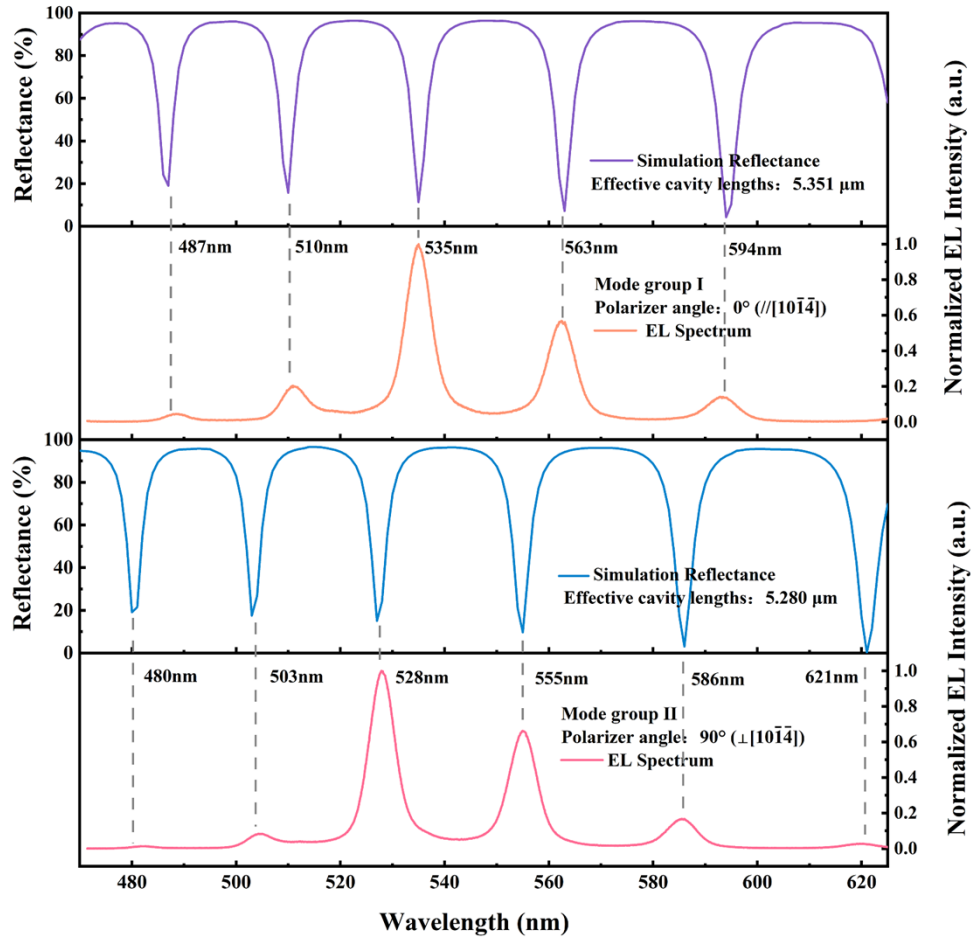 100
80
60
40
20
0
Reflectance (%)
Simulation Reflectance
Effective cavity lengths：5.351 μm
487nm
510nm
535nm
563nm
594nm
1.0
0.8
0.6
0.4
0.2
0.0
Normalized EL Intensity (a.u.)
Mode group I
Polarizer angle：0° (//[101̄4̄])
EL Spectrum
100
80
60
40
20
0
Reflectance (%)
Simulation Reflectance
Effective cavity lengths：5.280 μm
480nm
503nm
528nm
555nm
586nm
621nm
1.0
0.8
0.6
0.4
0.2
0.0
Normalized EL Intensity (a.u.)
Mode group II
Polarizer angle：90° (⊥[101̄4̄])
EL Spectrum
480
500
520
540
560
580
600
620
Wavelength (nm)